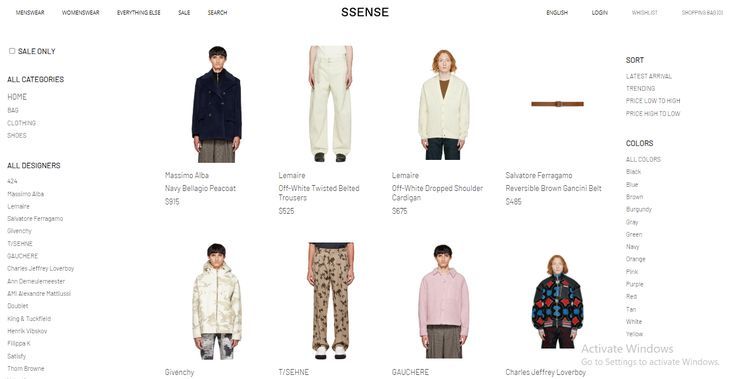 MENSWEAR WOMENSWEAR EVERYTHING ELSE SALE SEARCH
SSENSE
ENGLISH LOGIN WHISHLIST SHOPPING BAG (0)
SALE ONLY
ALL CATEGORIES
HOME
BAG
CLOTHING
SHOES
ALL DESIGNERS
424
Massimo Alba
Lemaire
Salvatore Ferragamo
Givenchy
T/SEHNE
GAUCHERE
Charles Jeffrey Loverboy
Ann Demeulemeester
AMI Alexandre Mattiussi
Doublet
King & Tuckfield
Henrik Vibskov
Filippa K
Satisfy
Thom Browne
Massimo Alba
Navy Bellagio Peacoat
$915
Lemaire
Off-White Twisted Belted
Trousers
$525
Lemaire
Off-White Dropped Shoulder
Cardigan
$675
Salvatore Ferragamo
Reversible Brown Gancini Belt
$485
Givenchy
T/SEHNE
GAUCHERE
Charles Jeffrey Loverboy
SORT
LATEST ARRIVAL
TRENDING
PRICE LOW TO HIGH
PRICE HIGH TO LOW
COLORS
ALL COLORS
Black
Blue
Brown
Burgundy
Gray
Green
Navy
Orange
Pink
Purple
Red
Tan
White
Yellow
Activate Windows
Go to Settings to activate Windows.